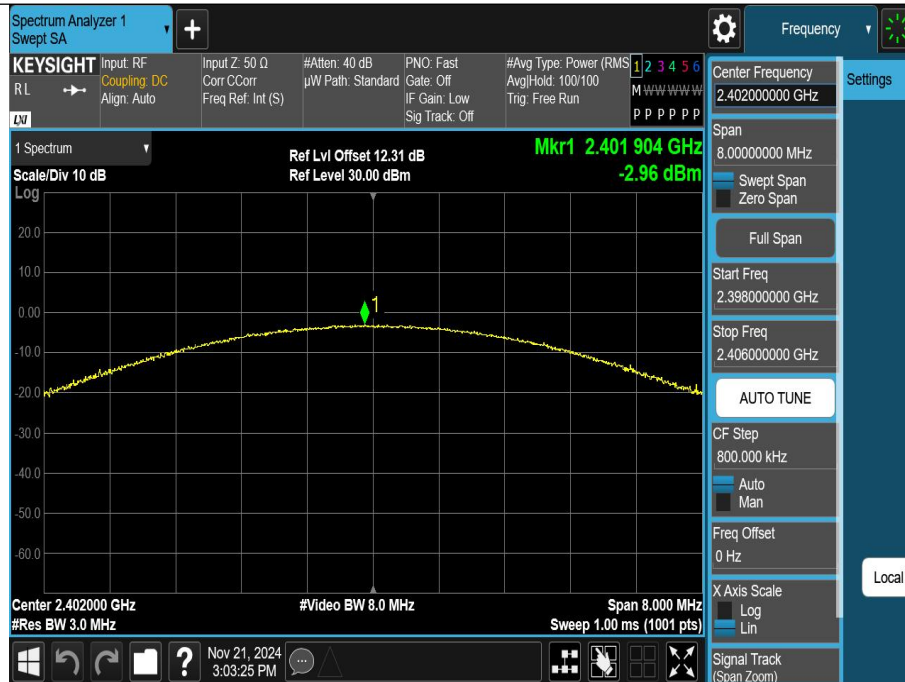 Spectrum Analyzer 1
Swept SA
+
Frequency
KEYSIGHT
R L
LXI
Input: RF
Coupling: DC
Align: Auto
Input Z: 50 Ω
Corr CCorr
Freq Ref: Int (S)
#Atten: 40 dB
µW Path: Standard
PNO: Fast
Gate: Off
IF Gain: Low
Sig Track: Off
#Avg Type: Power (RMS
Avg|Hold: 100/100
Trig: Free Run
1 2 3 4 5 6
M W W W W W
P P P P P P
1 Spectrum
Scale/Div 10 dB
Log
Ref Lvl Offset 12.31 dB
Ref Level 30.00 dBm
Mkr1 2.401 904 GHz
-2.96 dBm
20.0
10.0
0.00
-10.0
-20.0
-30.0
-40.0
-50.0
-60.0
1
Center 2.402000 GHz
#Res BW 3.0 MHz
#Video BW 8.0 MHz
Span 8.000 MHz
Sweep 1.00 ms (1001 pts)
?
Nov 21, 2024
3:03:25 PM
Center Frequency
2.402000000 GHz
Span
8.00000000 MHz
Swept Span
Zero Span
Full Span
Start Freq
2.398000000 GHz
Stop Freq
2.406000000 GHz
AUTO TUNE
CF Step
800.000 kHz
Auto
Man
Freq Offset
0 Hz
X Axis Scale
Log
Lin
Signal Track
(Span Zoom)
Settings
Local